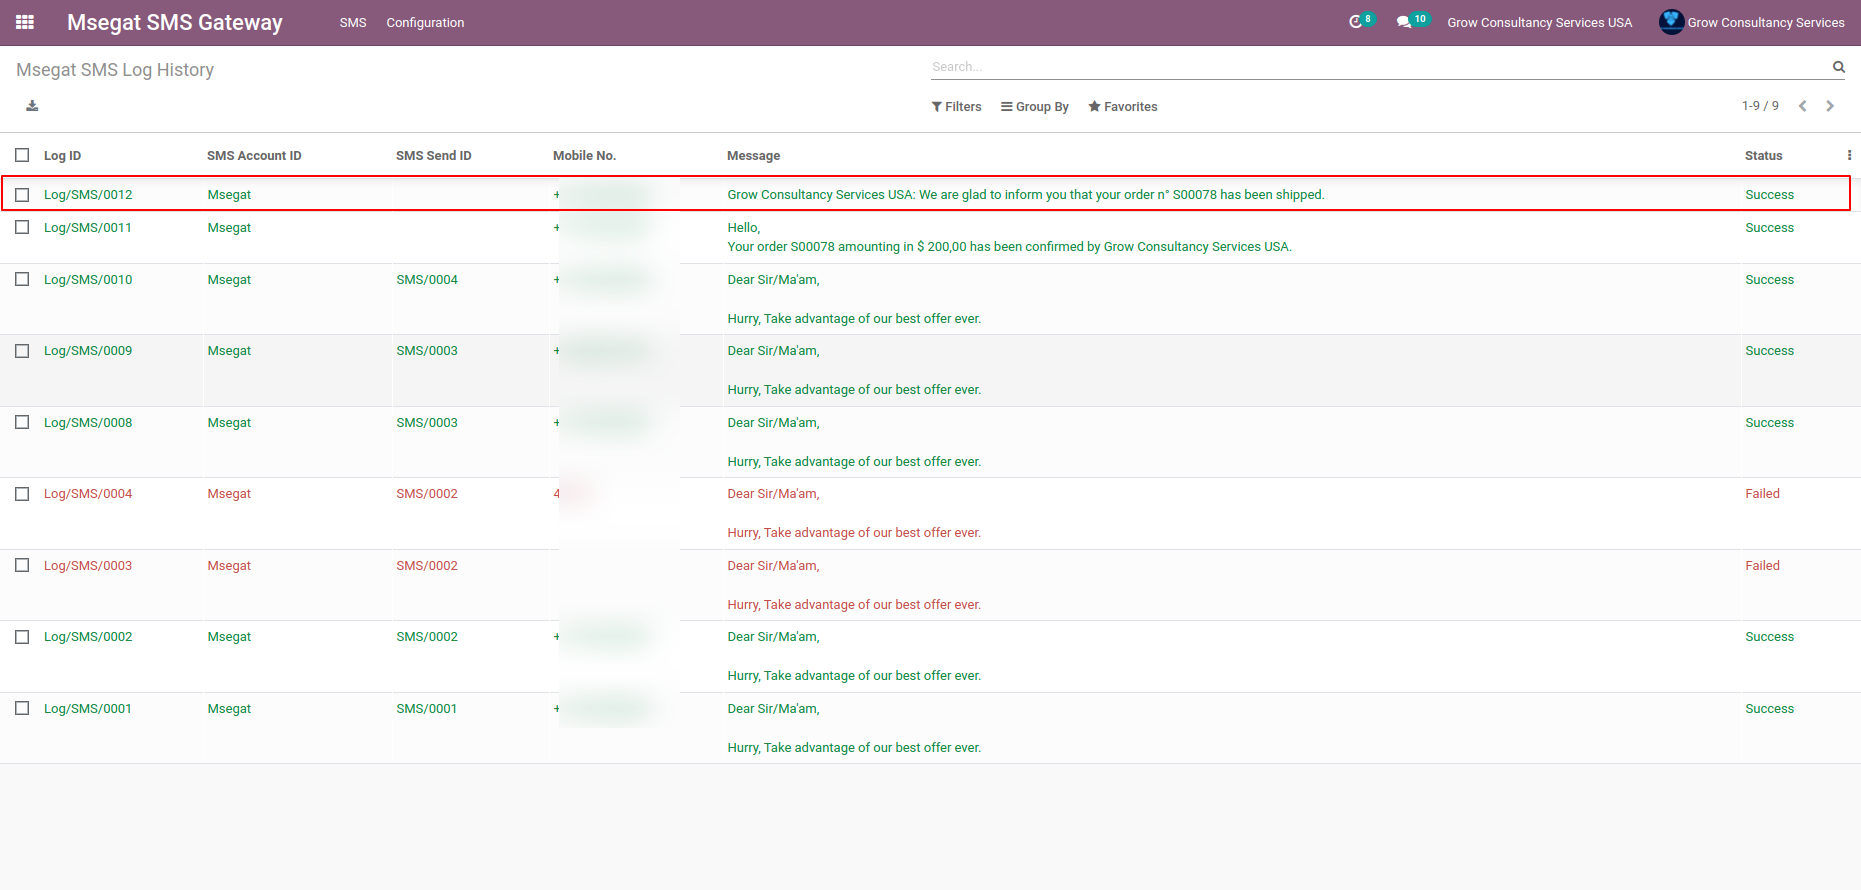 Msegat SMS Gateway SMS Configuration 8 10 Grow Consultancy Services USA Grow Consultancy Services
Msegat SMS Log History Search...
Filters Group By Favorites 1-9 / 9
Log ID SMS Account ID SMS Send ID Mobile No. Message Status
Log/SMS/0012 Msegat + Grow Consultancy Services USA: We are glad to inform you that your order n° S00078 has been shipped. Success
Log/SMS/0011 Msegat + Hello, Success
Your order S00078 amounting in $ 200,00 has been confirmed by Grow Consultancy Services USA.
Log/SMS/0010 Msegat SMS/0004 + Dear Sir/Ma'am, Success
Hurry, Take advantage of our best offer ever.
Log/SMS/0009 Msegat SMS/0003 + Dear Sir/Ma'am, Success
Hurry, Take advantage of our best offer ever.
Log/SMS/0008 Msegat SMS/0003 + Dear Sir/Ma'am, Success
Hurry, Take advantage of our best offer ever.
Log/SMS/0004 Msegat SMS/0002 4 Dear Sir/Ma'am, Failed
Hurry, Take advantage of our best offer ever.
Log/SMS/0003 Msegat SMS/0002 Dear Sir/Ma'am, Failed
Hurry, Take advantage of our best offer ever.
Log/SMS/0002 Msegat SMS/0002 + Dear Sir/Ma'am, Success
Hurry, Take advantage of our best offer ever.
Log/SMS/0001 Msegat SMS/0001 + Dear Sir/Ma'am, Success
Hurry, Take advantage of our best offer ever.